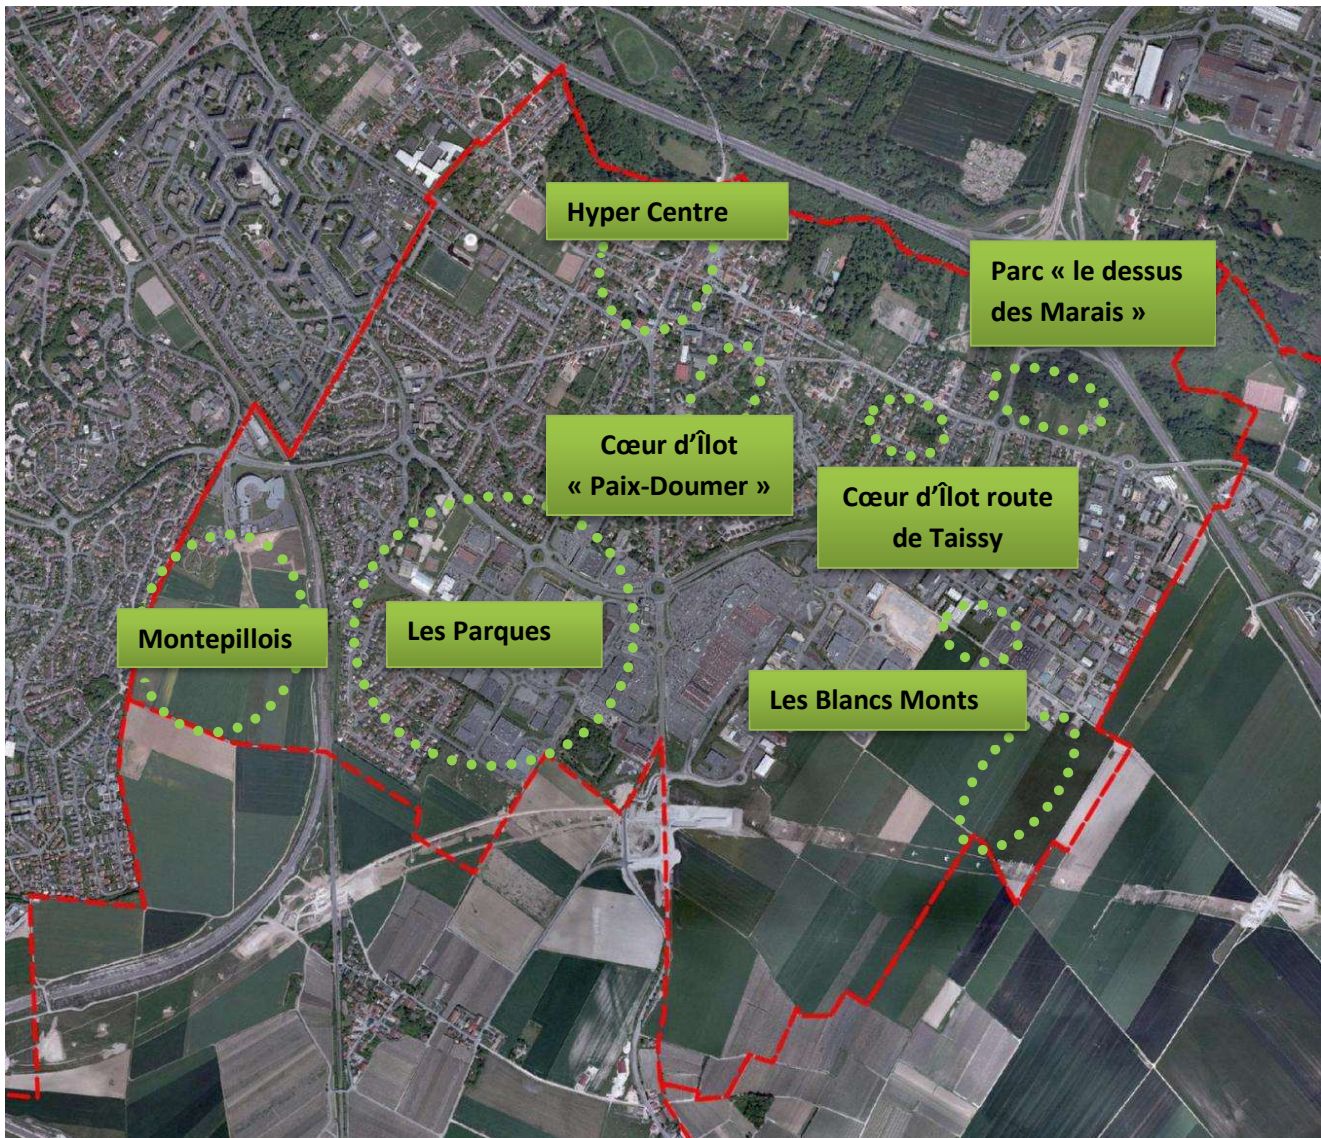 Hyper Centre
Parc « le dessus
des Marais »
Cœur d’Îlot
« Paix-Doumer »
Cœur d’Îlot route
de Taissy
Montepillois
Les Parques
Les Blancs Monts